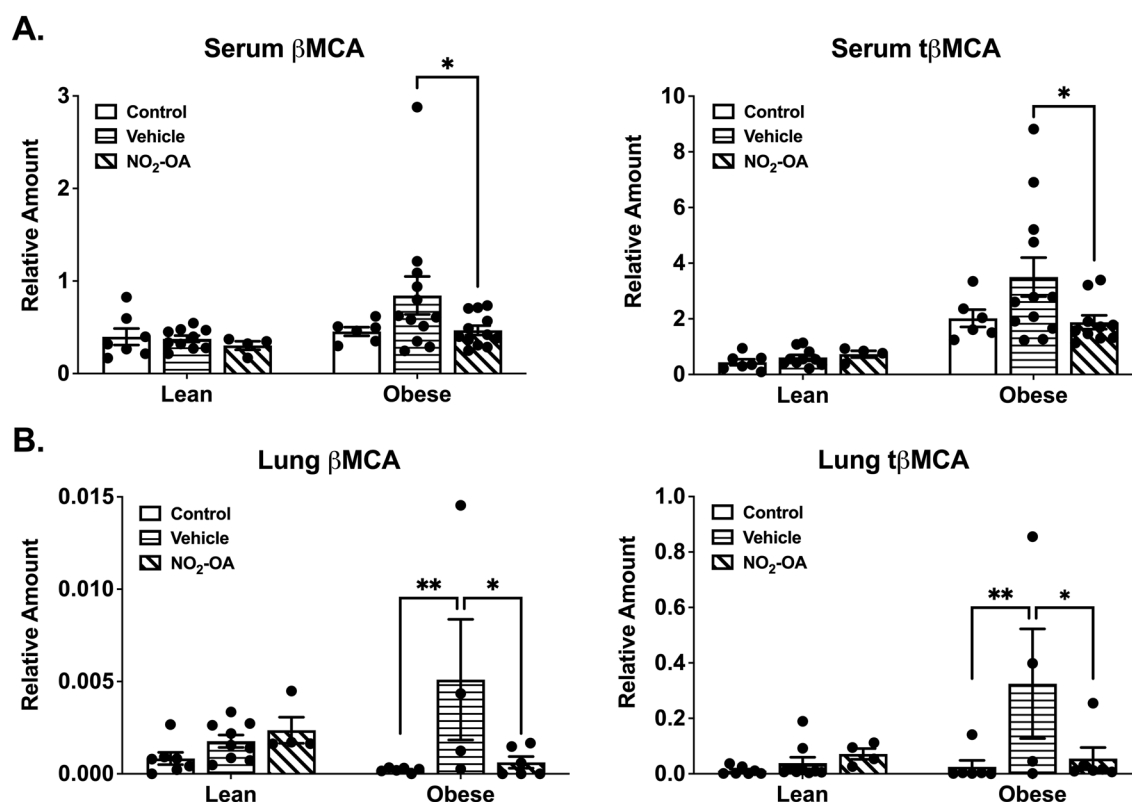 A.
Serum βMCA
*
3
2
1
0
Relative Amount
Control
Vehicle
NO₂-OA
Lean
Obese
Serum tβMCA
*
10
8
6
4
2
0
Relative Amount
Control
Vehicle
NO₂-OA
Lean
Obese
B.
Lung βMCA
0.015
0.010
0.005
0.000
Relative Amount
Control
Vehicle
NO₂-OA
** *
Lean
Obese
Lung tβMCA
1.0
0.8
0.6
0.4
0.2
0.0
Relative Amount
Control
Vehicle
NO₂-OA
** *
Lean
Obese